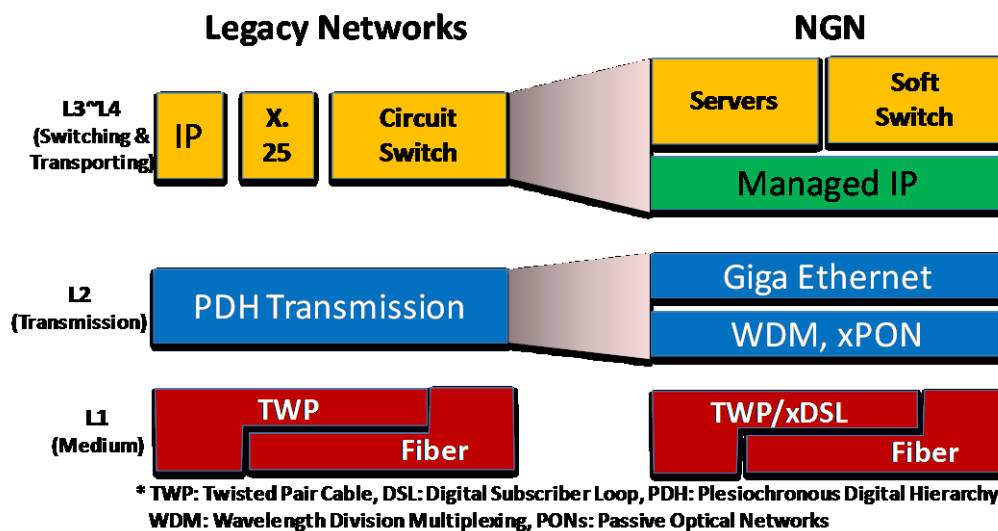 Legacy Networks
NGN
L3~L4
(Switching &
Transporting)
IP
X.
25
Circuit
Switch
Servers
Soft
Switch
Managed IP
L2
(Transmission)
PDH Transmission
Giga Ethernet
WDM, xPON
L1
(Medium)
TWP
Fiber
TWP/xDSL
Fiber
* TWP: Twisted Pair Cable, DSL: Digital Subscriber Loop, PDH: Plesiochronous Digital Hierarchy
WDM: Wavelength Division Multiplexing, PONs: Passive Optical Networks